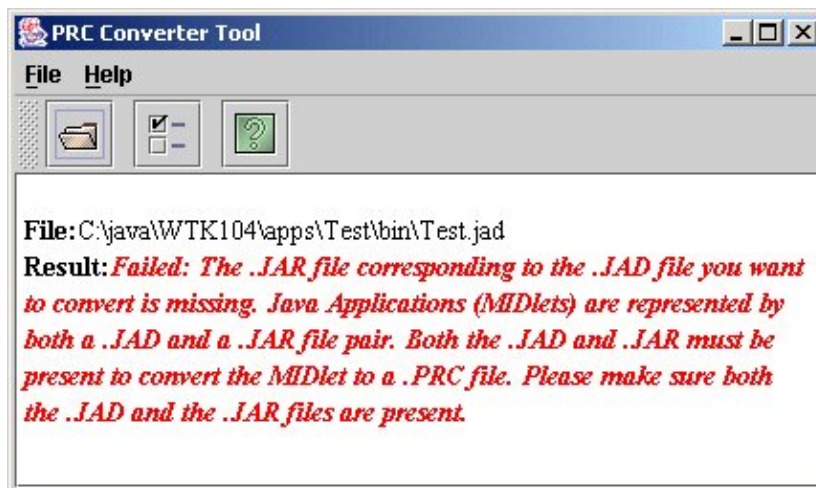 PRC Converter Tool
File Help
File:C:\java\WTK104\apps\Test\bin\Test.jad
Result:Failed: The .JAR file corresponding to the .JAD file you want
to convert is missing. Java Applications (MIDlets) are represented by
both a .JAD and a .JAR file pair. Both the .JAD and .JAR must be
present to convert the MIDlet to a .PRC file. Please make sure both
the .JAD and the .JAR files are present.